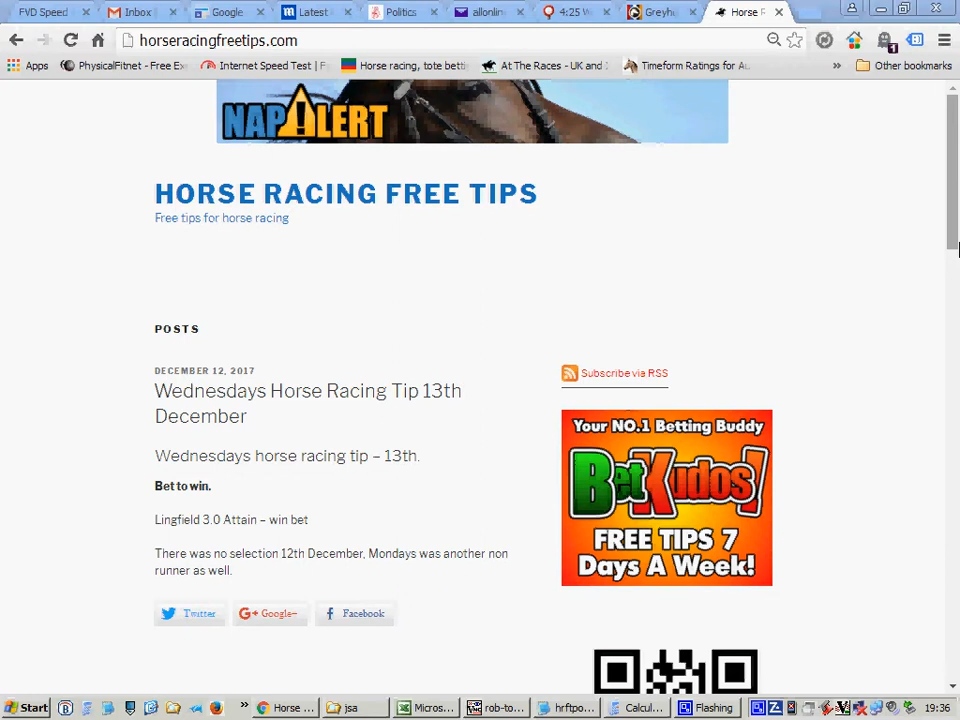 FVD Speed
Inbox
Google
Latest
Politics
allonlin
4:25 W
Greyh
Horse R
horseracingfreetips.com
1
Apps
PhysicalFitnet - Free Ex
Internet Speed Test | F
Horse racing, tote betti
At The Races - UK and
Timeform Ratings for Au
»
Other bookmarks
NAP ALERT
HORSE RACING FREE TIPS
Free tips for horse racing
POSTS
DECEMBER 12, 2017
Wednesdays Horse Racing Tip 13th
December
Wednesdays horse racing tip – 13th.
Bet to win.
Lingfield 3.0 Attain – win bet
There was no selection 12th December, Mondays was another non
runner as well.
Twitter
Google+
Facebook
Subscribe via RSS
Your NO.1 Betting Buddy
BetKudos!
FREE TIPS 7
Days A Week!
Start
»
Horse ...
jsa
Micros...
rob-to...
hrftpo...
Calcul...
Flashing
19:36